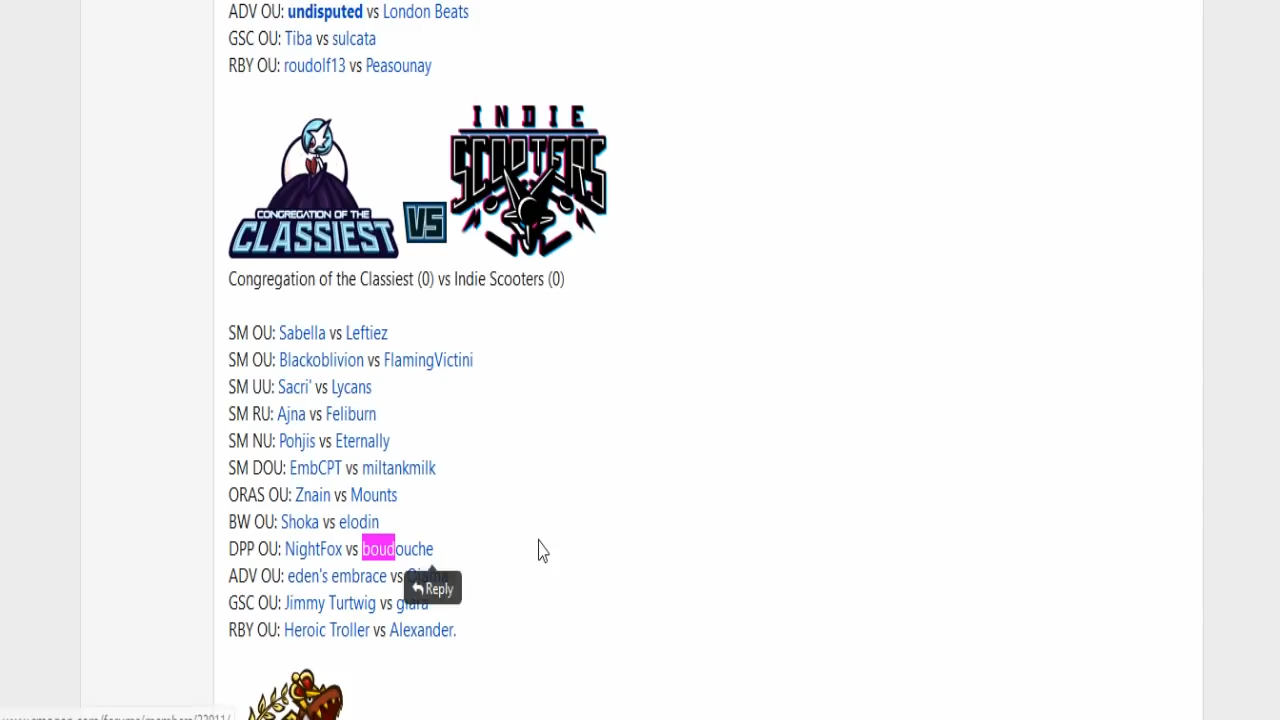 ADV OU: undisputed vs London Beats
GSC OU: Tiba vs sulcata
RBY OU: roudolf13 vs Peasounay
INDIE
SCOOTERS
CONGREGATION OF THE
CLASSIEST
VS
Congregation of the Classiest (0) vs Indie Scooters (0)
SM OU: Sabella vs Leftiez
SM OU: Blackoblivion vs FlamingVictini
SM UU: Sacri' vs Lycans
SM RU: Ajna vs Feliburn
SM NU: Pohjis vs Eternally
SM DOU: EmbCPT vs miltankmilk
ORAS OU: Znain vs Mounts
BW OU: Shoka vs elodin
DPP OU: NightFox vs boudouche
ADV OU: eden's embrace vs
Reply
GSC OU: Jimmy Turtwig vs giara
RBY OU: Heroic Troller vs Alexander.